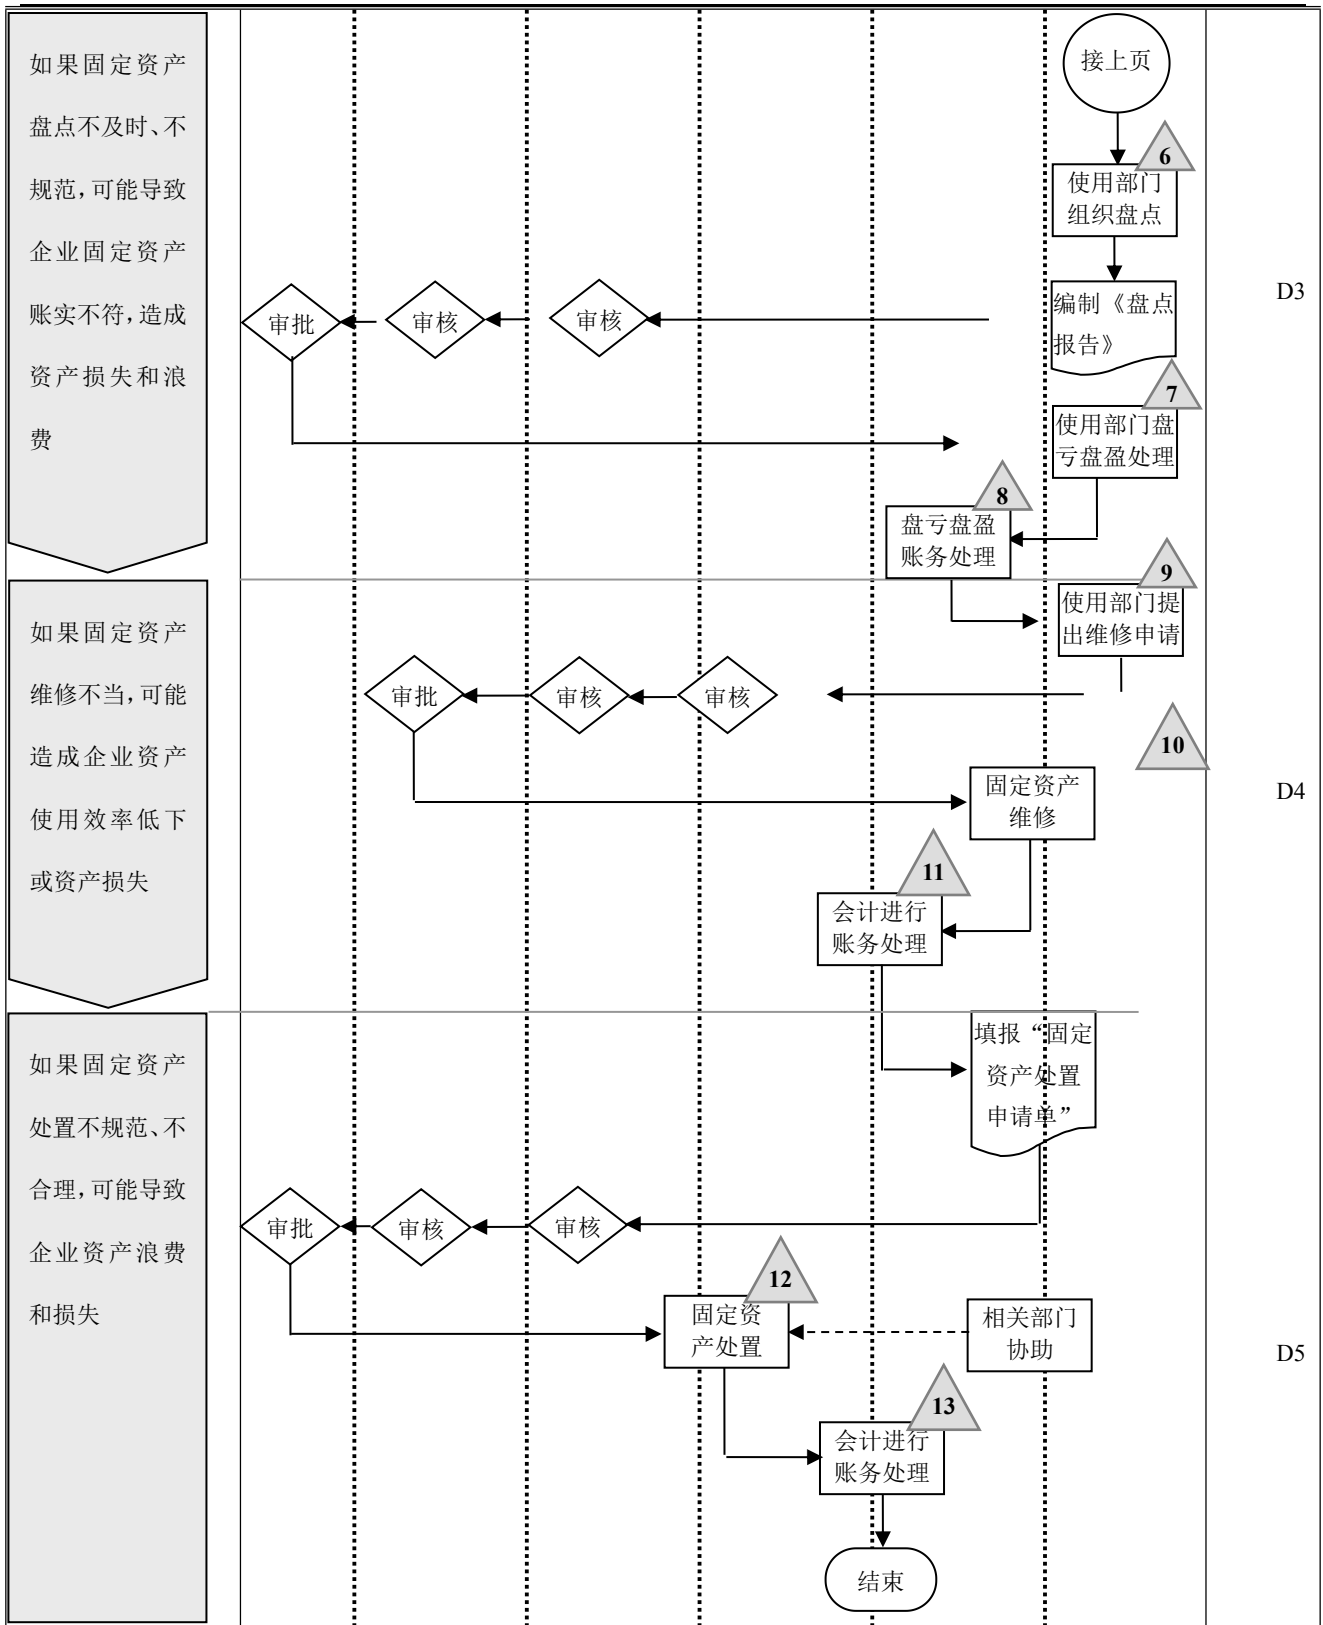 如果固定资产
盘点不及时、不
规范,可能导致
企业固定资产
账实不符,造成
资产损失和浪
费
接上页
6
使用部门
组织盘点
编制《盘点
报告》
审核
审核
审批
7
使用部门盘
亏盘盈处理
8
盘亏盘盈
账务处理
D3
如果固定资产
维修不当,可能
造成企业资产
使用效率低下
或资产损失
9
使用部门提
出维修申请
审核
审核
审批
10
固定资产
维修
11
会计进行
账务处理
D4
如果固定资产
处置不规范、不
合理,可能导致
企业资产浪费
和损失
填报“固定
资产处置
申请单”
审核
审核
审批
12
固定资
产处置
相关部门
协助
13
会计进行
账务处理
结束
D5